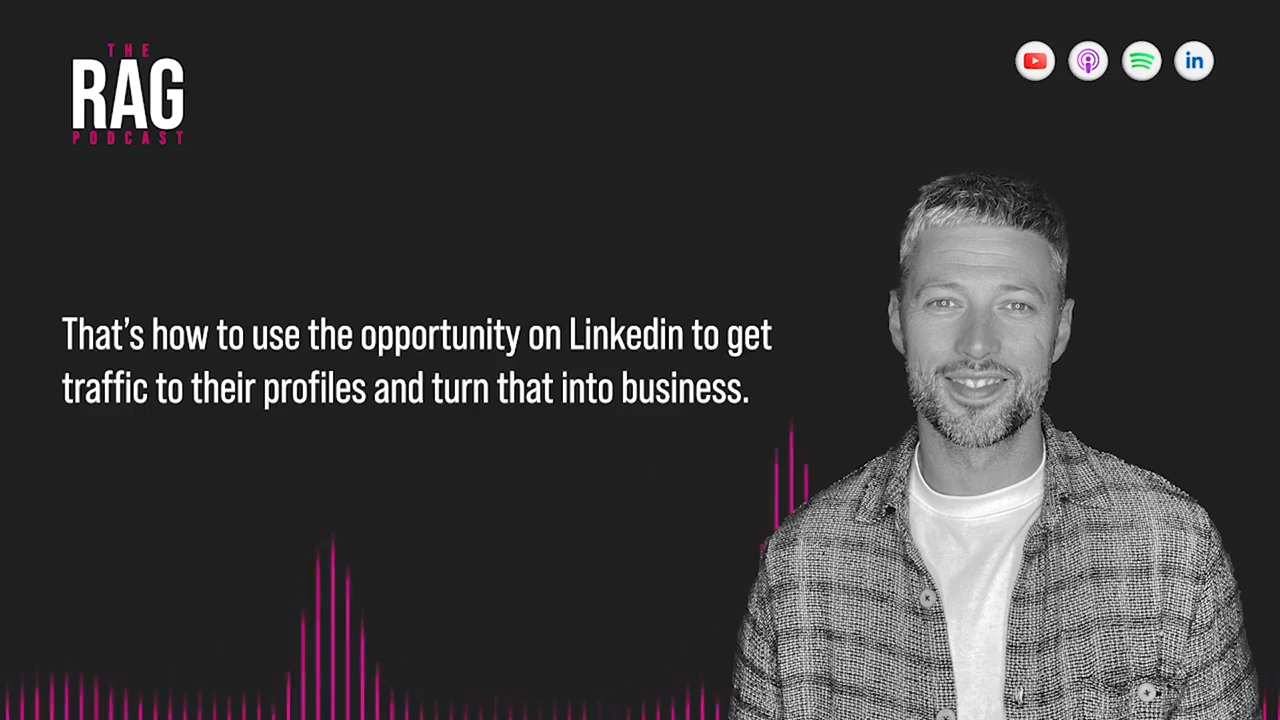 THE
RAG
PODCAST
in
That's how to use the opportunity on Linkedin to get
traffic to their profiles and turn that into business.